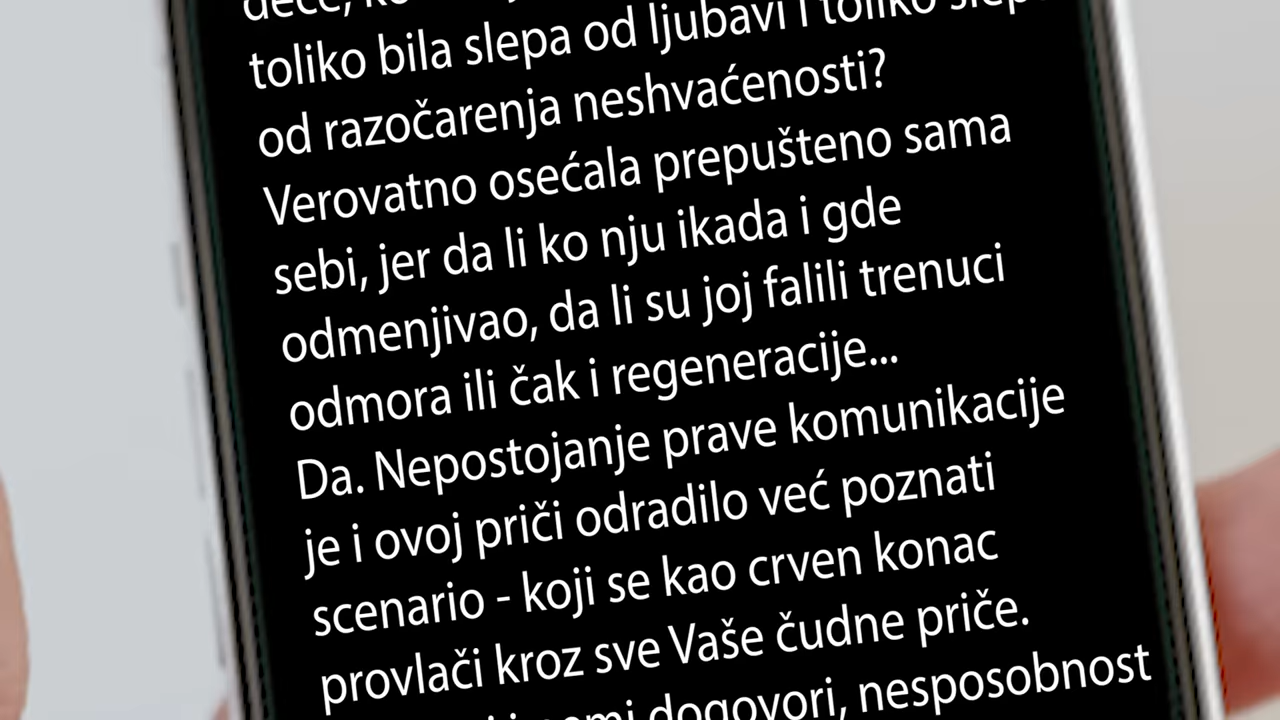 toliko bila slepa od ljubavi i toliko
od razočarenja neshvaćenosti?
Verovatno osećala prepušteno sama
sebi, jer da li ko nju ikada i gde
odmenjivao, da li su joj falili trenuci
odmora ili čak i regeneracije...
Da. Nepostojanje prave komunikacije
je i ovoj priči odradilo već poznati
scenario - koji se kao crven konac
provlači kroz sve Vaše čudne priče.
dogovori, nesposobnost